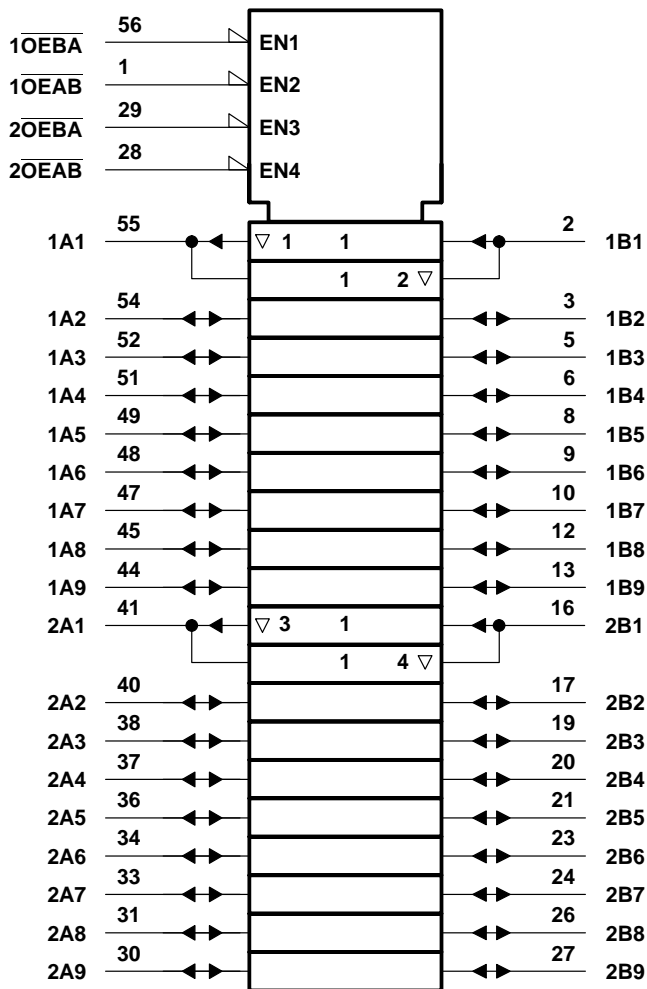 1OEBA 56 EN1
1OEAB 1 EN2
2OEBA 29 EN3
2OEAB 28 EN4
1A1 55 ▽ 1 1 2 1B1
1 2 ▽
1A2 54 3 1B2
1A3 52 5 1B3
1A4 51 6 1B4
1A5 49 8 1B5
1A6 48 9 1B6
1A7 47 10 1B7
1A8 45 12 1B8
1A9 44 13 1B9
2A1 41 ▽ 3 1 16 2B1
1 4 ▽
2A2 40 17 2B2
2A3 38 19 2B3
2A4 37 20 2B4
2A5 36 21 2B5
2A6 34 23 2B6
2A7 33 24 2B7
2A8 31 26 2B8
2A9 30 27 2B9